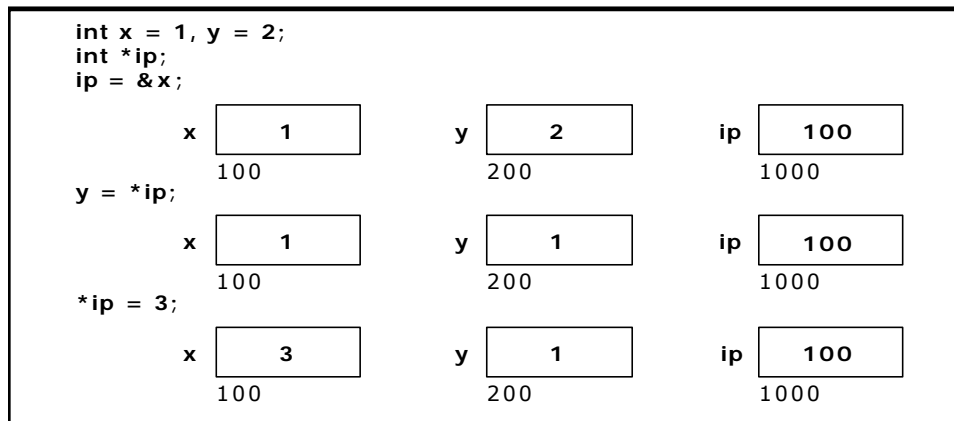 int x = 1, y = 2;
int *ip;
ip = &x;
x 1 y 2 ip 100
100 200 1000
y = *ip;
x 1 y 1 ip 100
100 200 1000
*ip = 3;
x 3 y 1 ip 100
100 200 1000